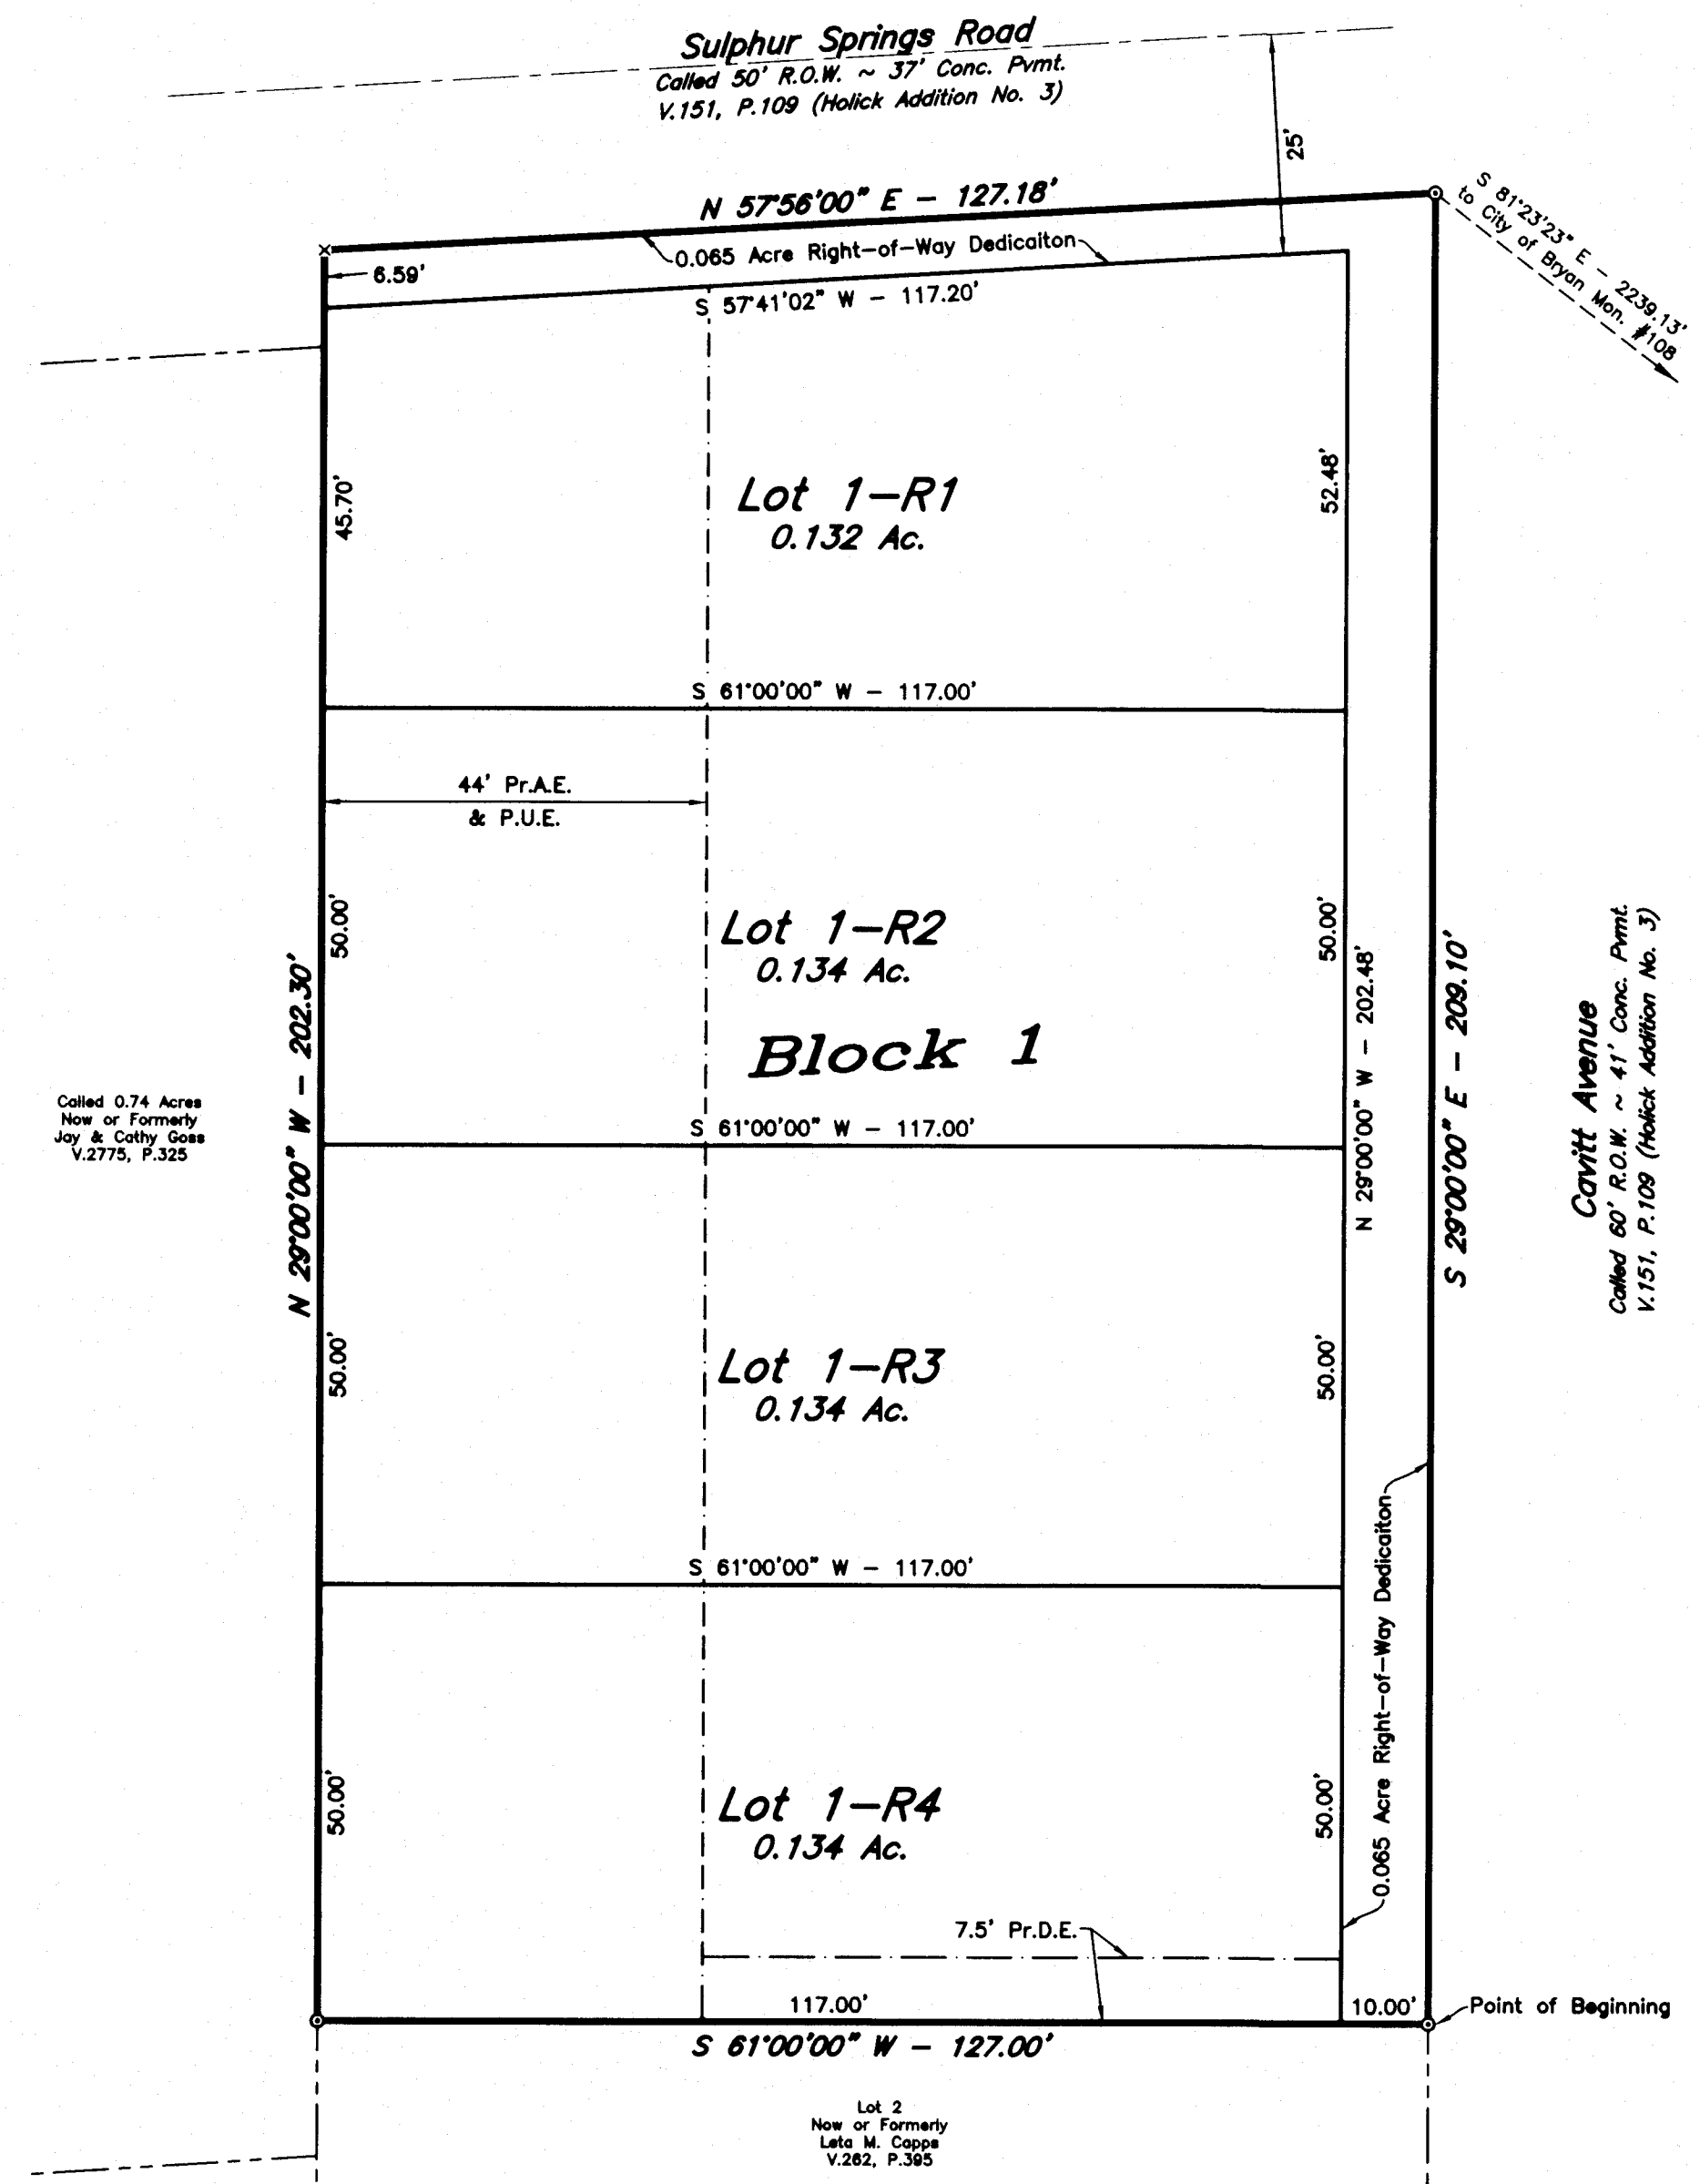 Sulphur Springs Road
Called 50' R.O.W. ~ 37' Conc. Pvmt.
V.151, P.109 (Holick Addition No. 3)
25'
N 57°56'00" E - 127.18'
S 81°23'23" E - 2239.13'
to City of Bryan Mon. #108
0.065 Acre Right-of-Way Dedicaiton
6.59'
S 57°41'02" W - 117.20'
45.70'
52.48'
Lot 1-R1
0.132 Ac.
S 61°00'00" W - 117.00'
44' Pr.A.E.
& P.U.E.
50.00'
50.00'
Lot 1-R2
0.134 Ac.
Block 1
N 29°00'00" W - 202.30'
N 29°00'00" W - 202.48'
S 29°00'00" E - 209.10'
Cavitt Avenue
Called 60' R.O.W. ~ 41' Conc. Pvmt.
V.151, P.109 (Holick Addition No. 3)
Called 0.74 Acres
Now or Formerly
Jay & Cathy Goss
V.2775, P.325
S 61°00'00" W - 117.00'
50.00'
50.00'
Lot 1-R3
0.134 Ac.
S 61°00'00" W - 117.00'
0.065 Acre Right-of-Way Dedicaiton
50.00'
50.00'
Lot 1-R4
0.134 Ac.
7.5' Pr.D.E.
117.00'
10.00'
Point of Beginning
S 61°00'00" W - 127.00'
Lot 2
Now or Formerly
Leta M. Capps
V.262, P.395